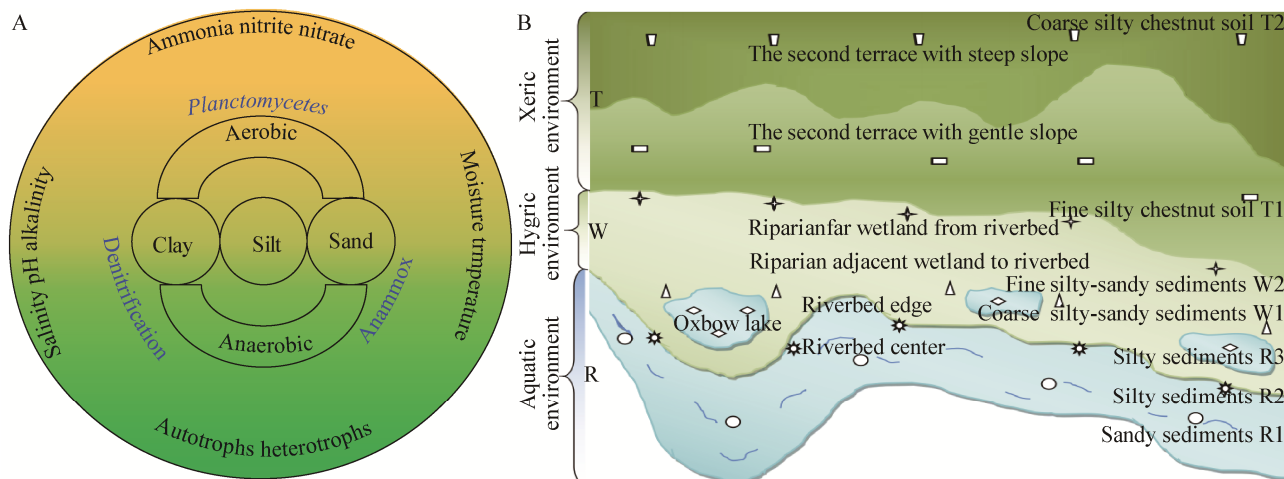 A
Ammonia nitrite nitrate
Planctomycetes
Aerobic
Salinity pH alkalinity
Moisture trmperature
Clay
Silt
Sand
Denitrification
Anammox
Anaerobic
Autotrophs heterotrophs
B
Xeric
environment
T
Hygric
environment
W
Aquatic
environment
R
Coarse silty chestnut soil T2
The second terrace with steep slope
The second terrace with gentle slope
Fine silty chestnut soil T1
Riparianfar wetland from riverbed
Riparian adjacent wetland to riverbed
Fine silty-sandy sediments W2
Riverbed edge
Coarse silty-sandy sediments W1
Oxbow lake
Riverbed center
Silty sediments R3
Silty sediments R2
Sandy sediments R1